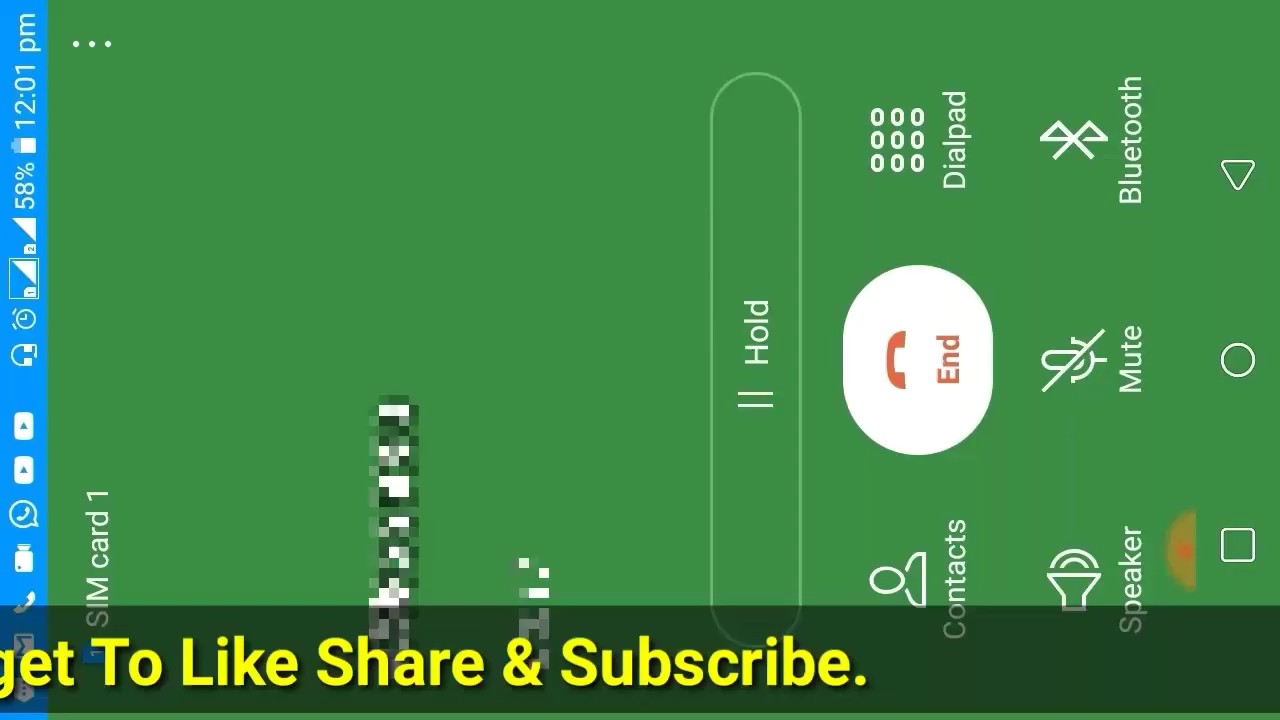 58% 12:01 pm
SIM card 1
Hold
Contacts
End
Dialpad
Speaker
Mute
Bluetooth
get To Like Share & Subscribe.